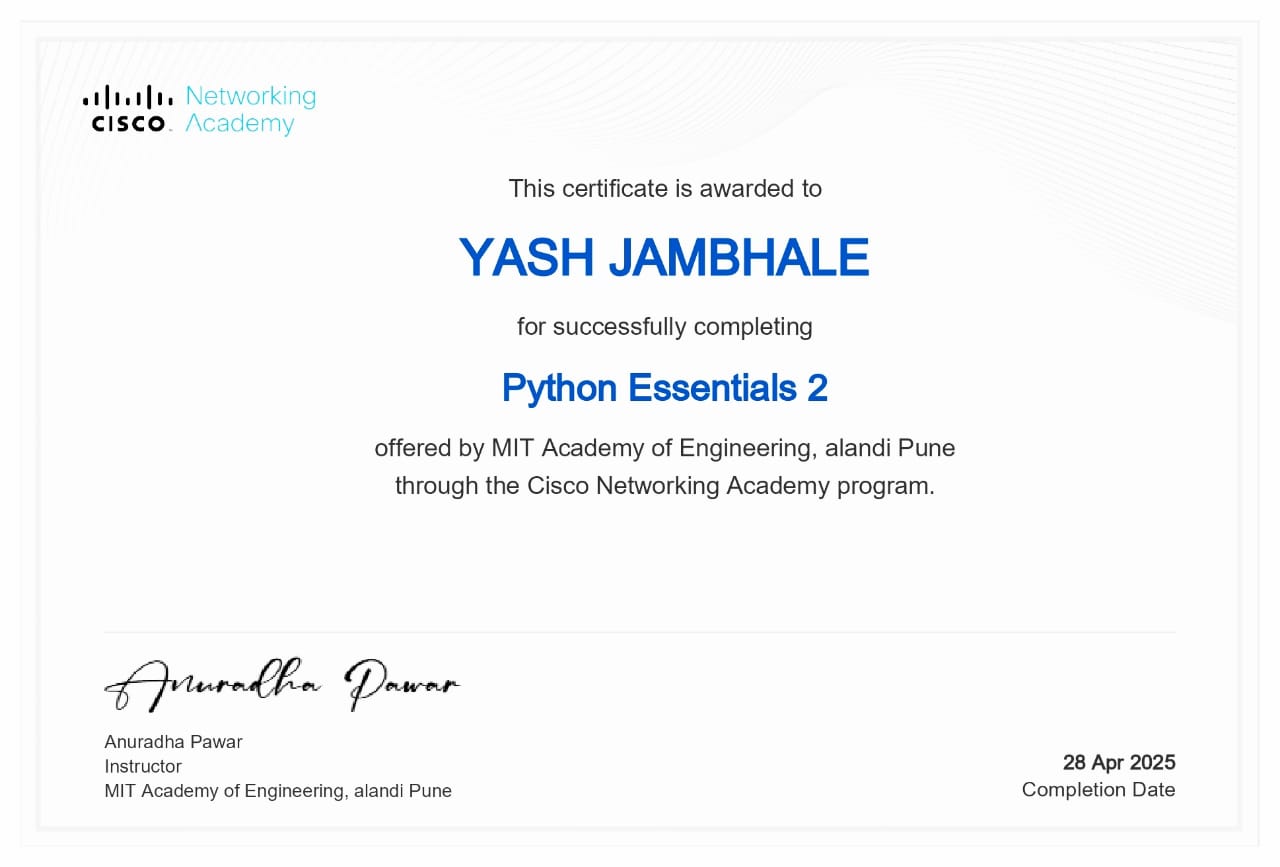 Networking
CISCO Academy
This certificate is awarded to
YASH JAMBHALE
for successfully completing
Python Essentials 2
offered by MIT Academy of Engineering, alandi Pune
through the Cisco Networking Academy program.
Anuradha Pawar
Anuradha Pawar
Instructor
MIT Academy of Engineering, alandi Pune
28 Apr 2025
Completion Date